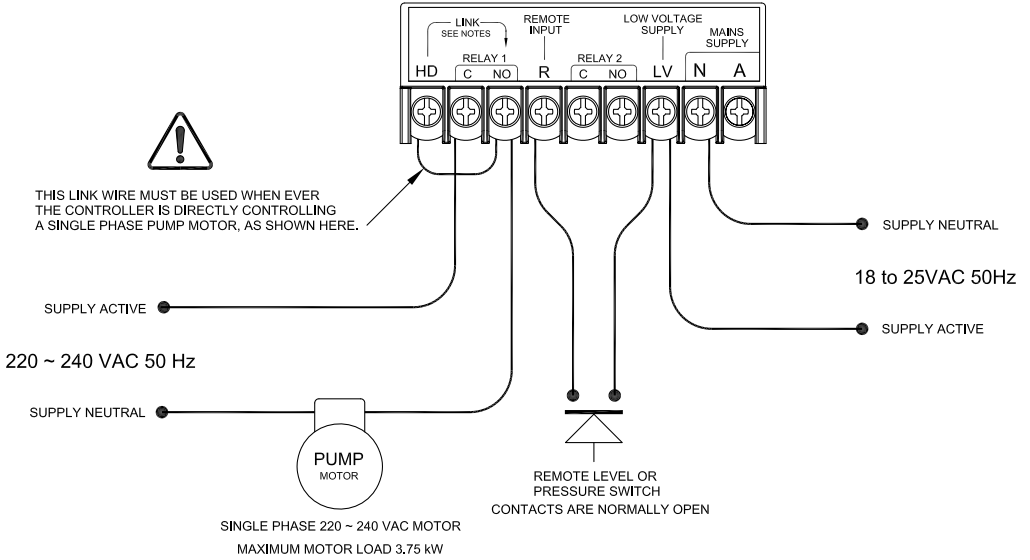 LINK
SEE NOTES
REMOTE
INPUT
LOW VOLTAGE
SUPPLY
MAINS
SUPPLY
RELAY 1
RELAY 2
HD C NO R C NO LV N A
THIS LINK WIRE MUST BE USED WHEN EVER
THE CONTROLLER IS DIRECTLY CONTROLLING
A SINGLE PHASE PUMP MOTOR, AS SHOWN HERE.
SUPPLY NEUTRAL
18 to 25VAC 50Hz
SUPPLY ACTIVE
SUPPLY ACTIVE
220 ~ 240 VAC 50 Hz
SUPPLY NEUTRAL
PUMP
MOTOR
SINGLE PHASE 220 ~ 240 VAC MOTOR
MAXIMUM MOTOR LOAD 3.75 kW
REMOTE LEVEL OR
PRESSURE SWITCH
CONTACTS ARE NORMALLY OPEN